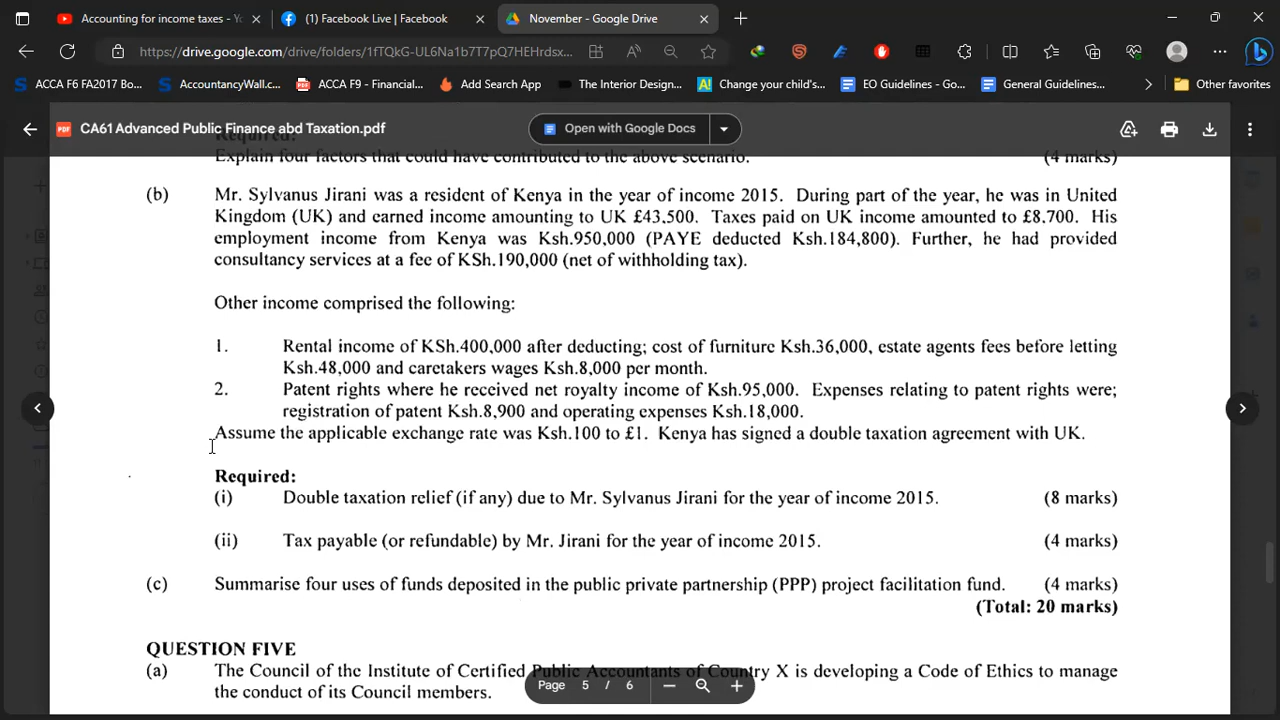 Accounting for income taxes - Yo
(1) Facebook Live | Facebook
November - Google Drive
https://drive.google.com/drive/folders/1fTQkG-UL6Na1b7T7pQ7HEHrdsx...
ACCA F6 FA2017 Bo...
AccountancyWall.c...
ACCA F9 - Financial...
Add Search App
The Interior Design...
Change your child's...
EO Guidelines - Go...
General Guidelines...
Other favorites
PDF CA61 Advanced Public Finance abd Taxation.pdf
Open with Google Docs
Required:
Explain four factors that could have contributed to the above scenario. (4 marks)
(b) Mr. Sylvanus Jirani was a resident of Kenya in the year of income 2015. During part of the year, he was in United
Kingdom (UK) and earned income amounting to UK £43,500. Taxes paid on UK income amounted to £8,700. His
employment income from Kenya was Ksh.950,000 (PAYE deducted Ksh.184,800). Further, he had provided
consultancy services at a fee of KSh.190,000 (net of withholding tax).
Other income comprised the following:
1. Rental income of KSh.400,000 after deducting; cost of furniture Ksh.36,000, estate agents fees before letting
Ksh.48,000 and caretakers wages Ksh.8,000 per month.
2. Patent rights where he received net royalty income of Ksh.95,000. Expenses relating to patent rights were;
registration of patent Ksh.8,900 and operating expenses Ksh.18,000.
Assume the applicable exchange rate was Ksh.100 to £1. Kenya has signed a double taxation agreement with UK.
Required:
(i) Double taxation relief (if any) due to Mr. Sylvanus Jirani for the year of income 2015. (8 marks)
(ii) Tax payable (or refundable) by Mr. Jirani for the year of income 2015. (4 marks)
(c) Summarise four uses of funds deposited in the public private partnership (PPP) project facilitation fund. (4 marks)
(Total: 20 marks)
QUESTION FIVE
(a) The Council of the Institute of Certified Public Accountants of Country X is developing a Code of Ethics to manage
the conduct of its Council members.
Page 5 / 6